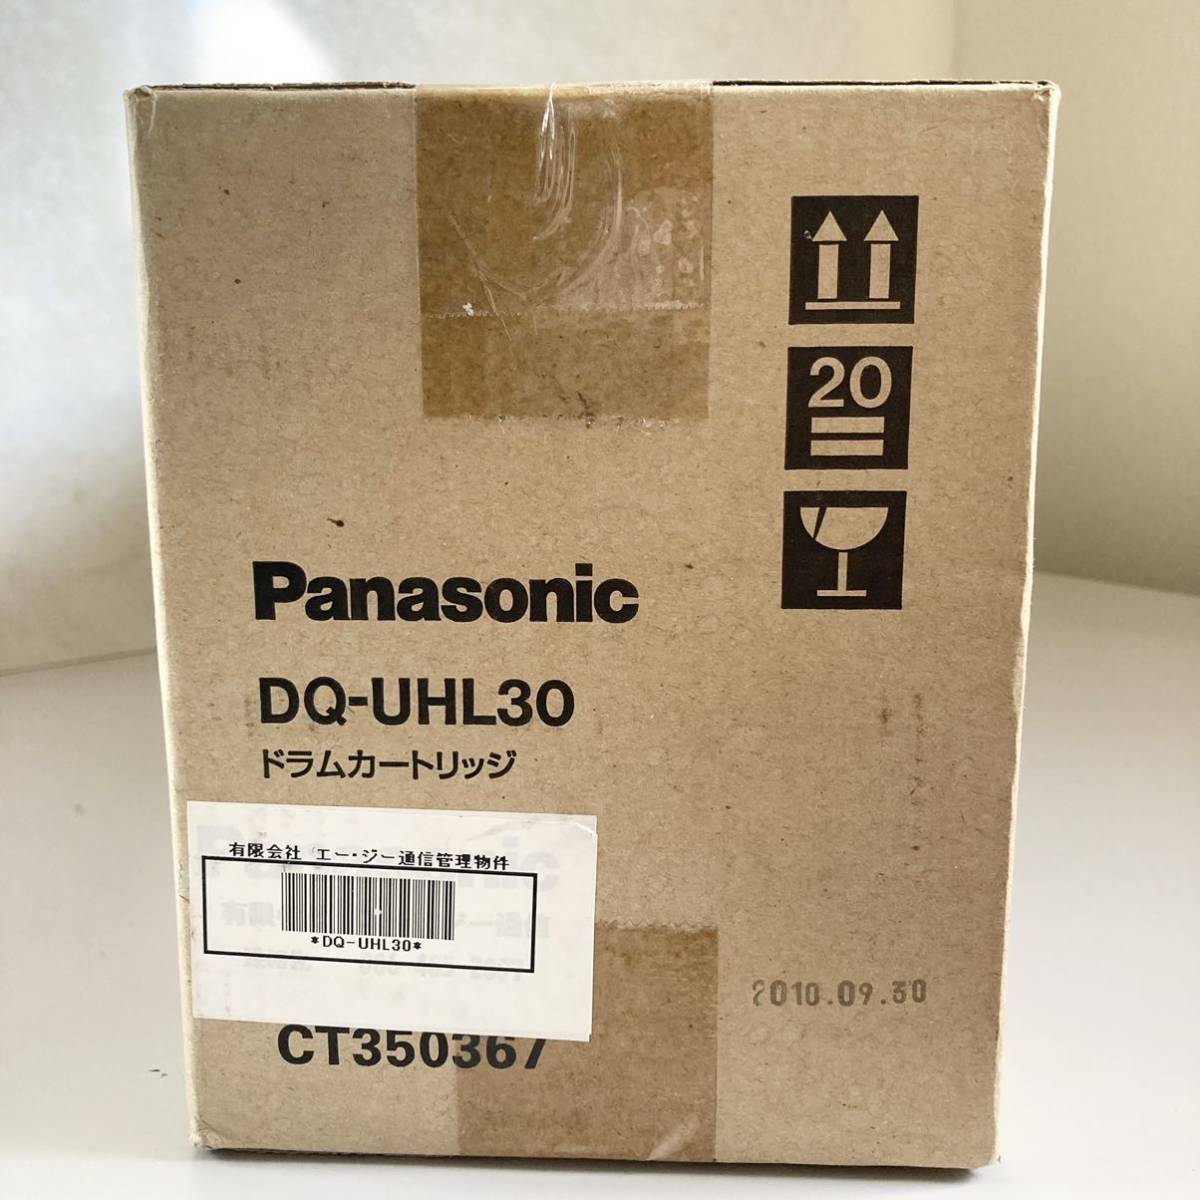 20
Panasonic
DQ-UHL30
ドラムカートリッジ
有限会社 エー・ジー通信管理物件
*DQ-UHL30*
2010.09.30
CT350367